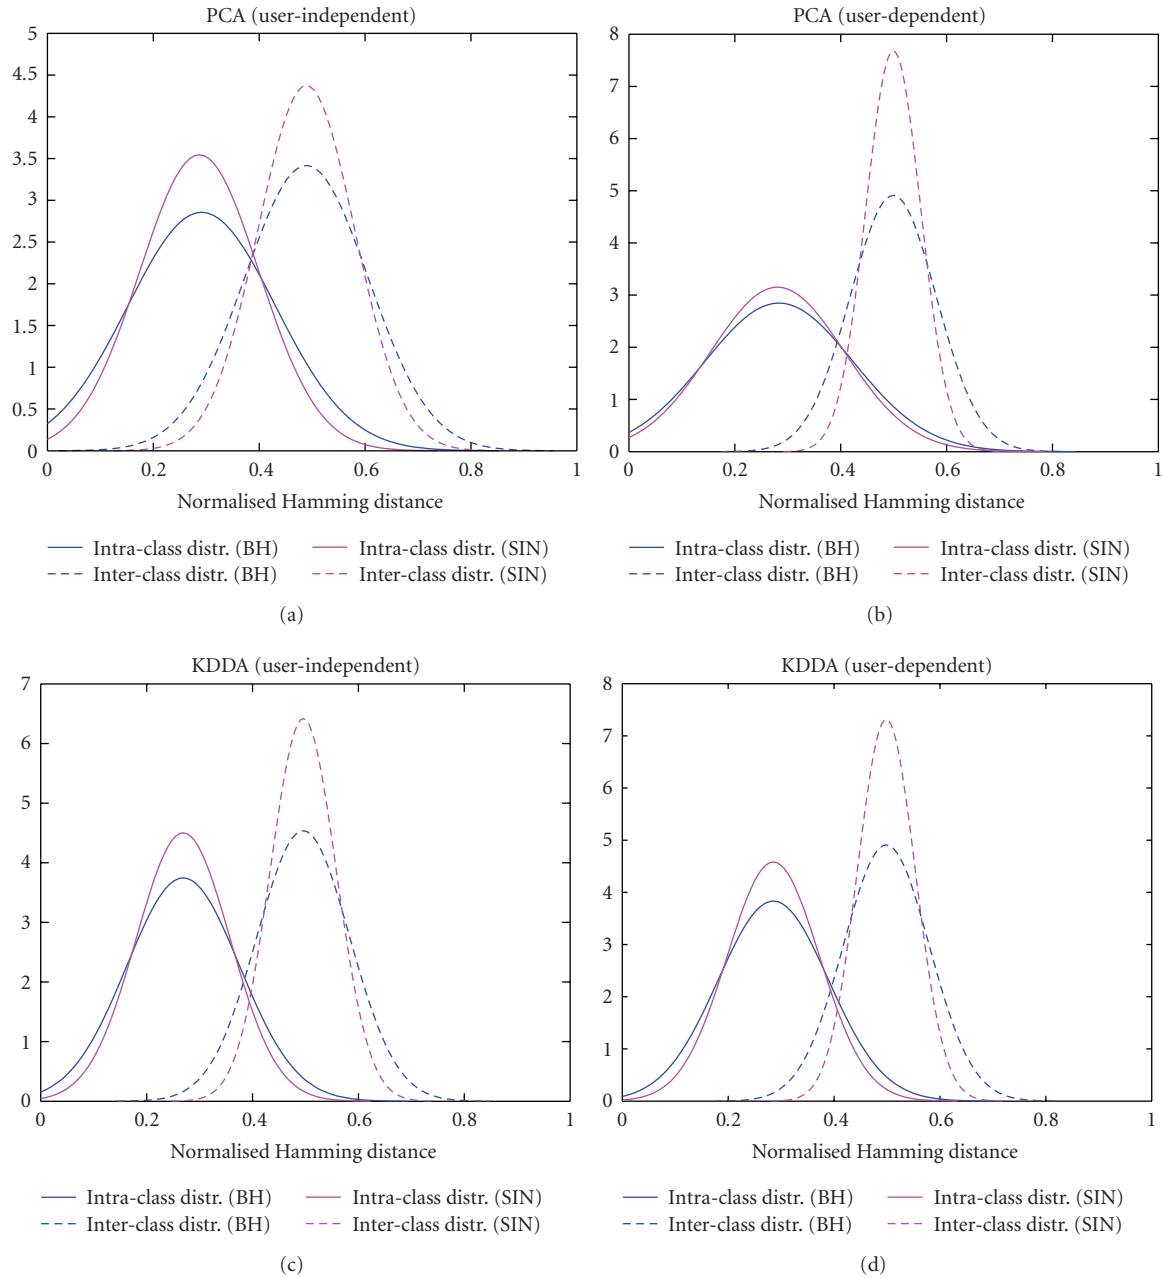 PCA (user-independent)
5
4.5
4
3.5
3
2.5
2
1.5
1
0.5
0
0.2
0.4
0.6
0.8
1
Normalised Hamming distance
Intra-class distr. (BH)
Intra-class distr. (SIN)
Inter-class distr. (BH)
Inter-class distr. (SIN)
(a)
PCA (user-dependent)
8
7
6
5
4
3
2
1
0
0
0.2
0.4
0.6
0.8
1
Normalised Hamming distance
Intra-class distr. (BH)
Intra-class distr. (SIN)
Inter-class distr. (BH)
Inter-class distr. (SIN)
(b)
KDDA (user-independent)
7
6
5
4
3
2
1
0
0
0.2
0.4
0.6
0.8
1
Normalised Hamming distance
Intra-class distr. (BH)
Intra-class distr. (SIN)
Inter-class distr. (BH)
Inter-class distr. (SIN)
(c)
KDDA (user-dependent)
8
7
6
5
4
3
2
1
0
0
0.2
0.4
0.6
0.8
1
Normalised Hamming distance
Intra-class distr. (BH)
Intra-class distr. (SIN)
Inter-class distr. (BH)
Inter-class distr. (SIN)
(d)